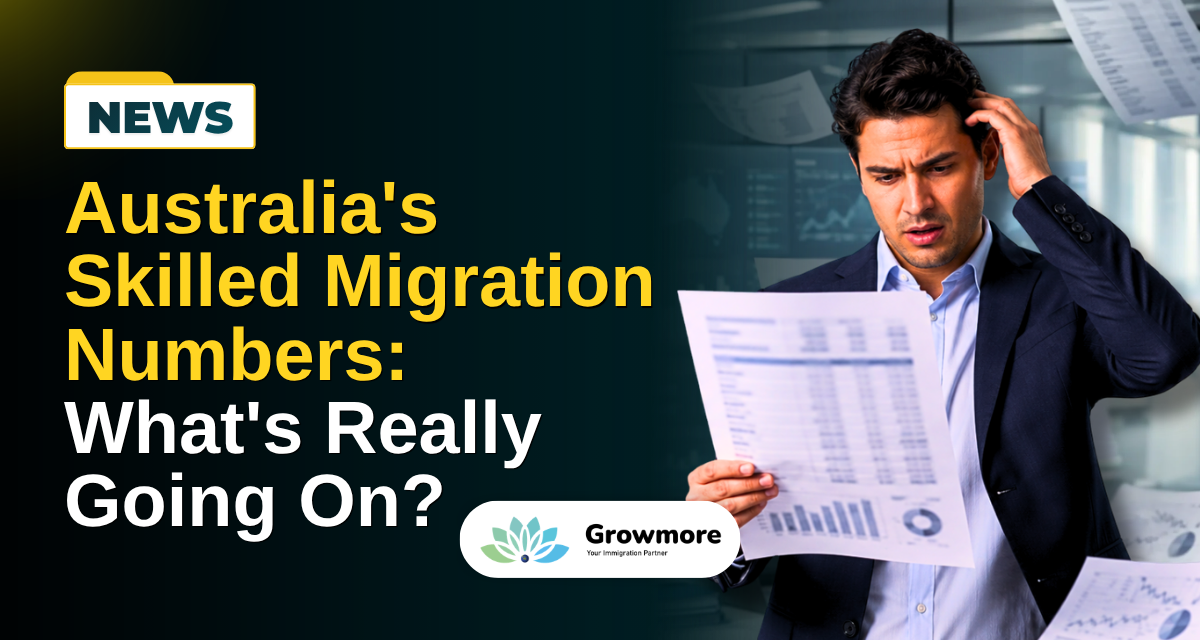 NEWS
Australia's
Skilled Migration
Numbers:
What's Really
Going On?
Growmore
Your Immigration Partner